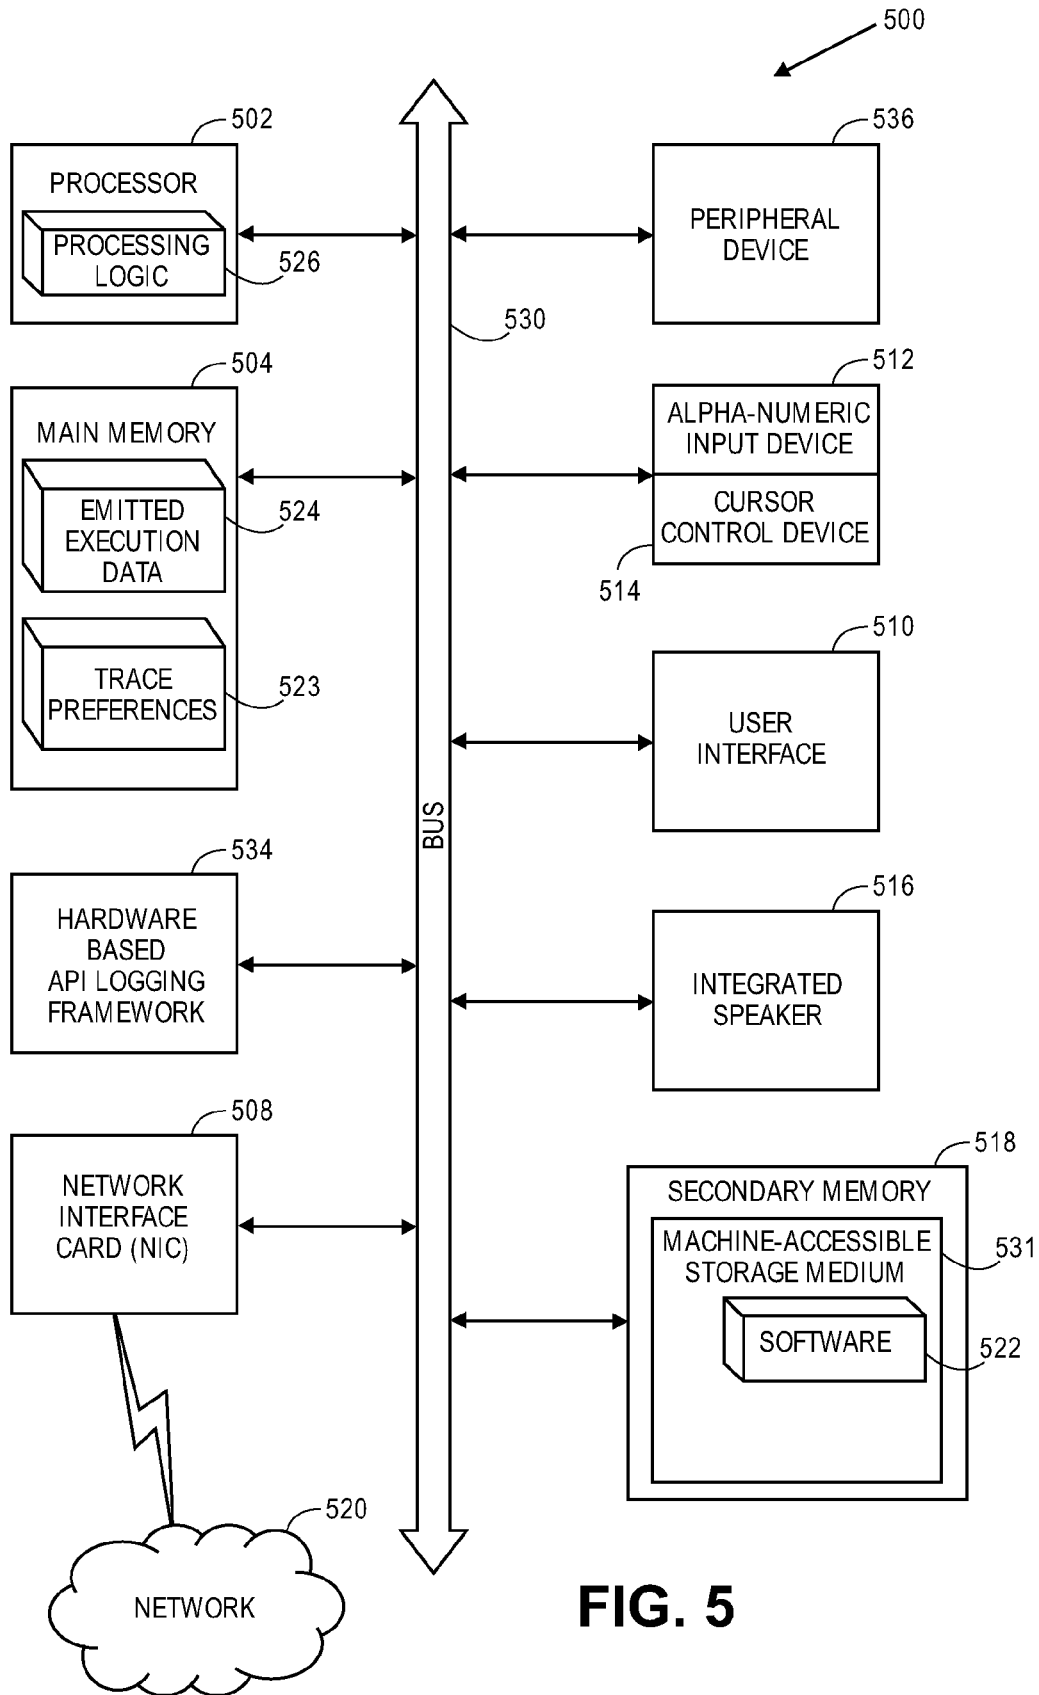 500
502
PROCESSOR
PROCESSING
LOGIC
526
504
MAIN MEMORY
EMITTED
EXECUTION
DATA
524
TRACE
PREFERENCES
523
534
HARDWARE
BASED
API LOGGING
FRAMEWORK
508
NETWORK
INTERFACE
CARD (NIC)
520
NETWORK
530
BUS
536
PERIPHERAL
DEVICE
512
ALPHA-NUMERIC
INPUT DEVICE
CURSOR
CONTROL DEVICE
514
510
USER
INTERFACE
516
INTEGRATED
SPEAKER
518
SECONDARY MEMORY
MACHINE-ACCESSIBLE
STORAGE MEDIUM
531
SOFTWARE
522
FIG. 5